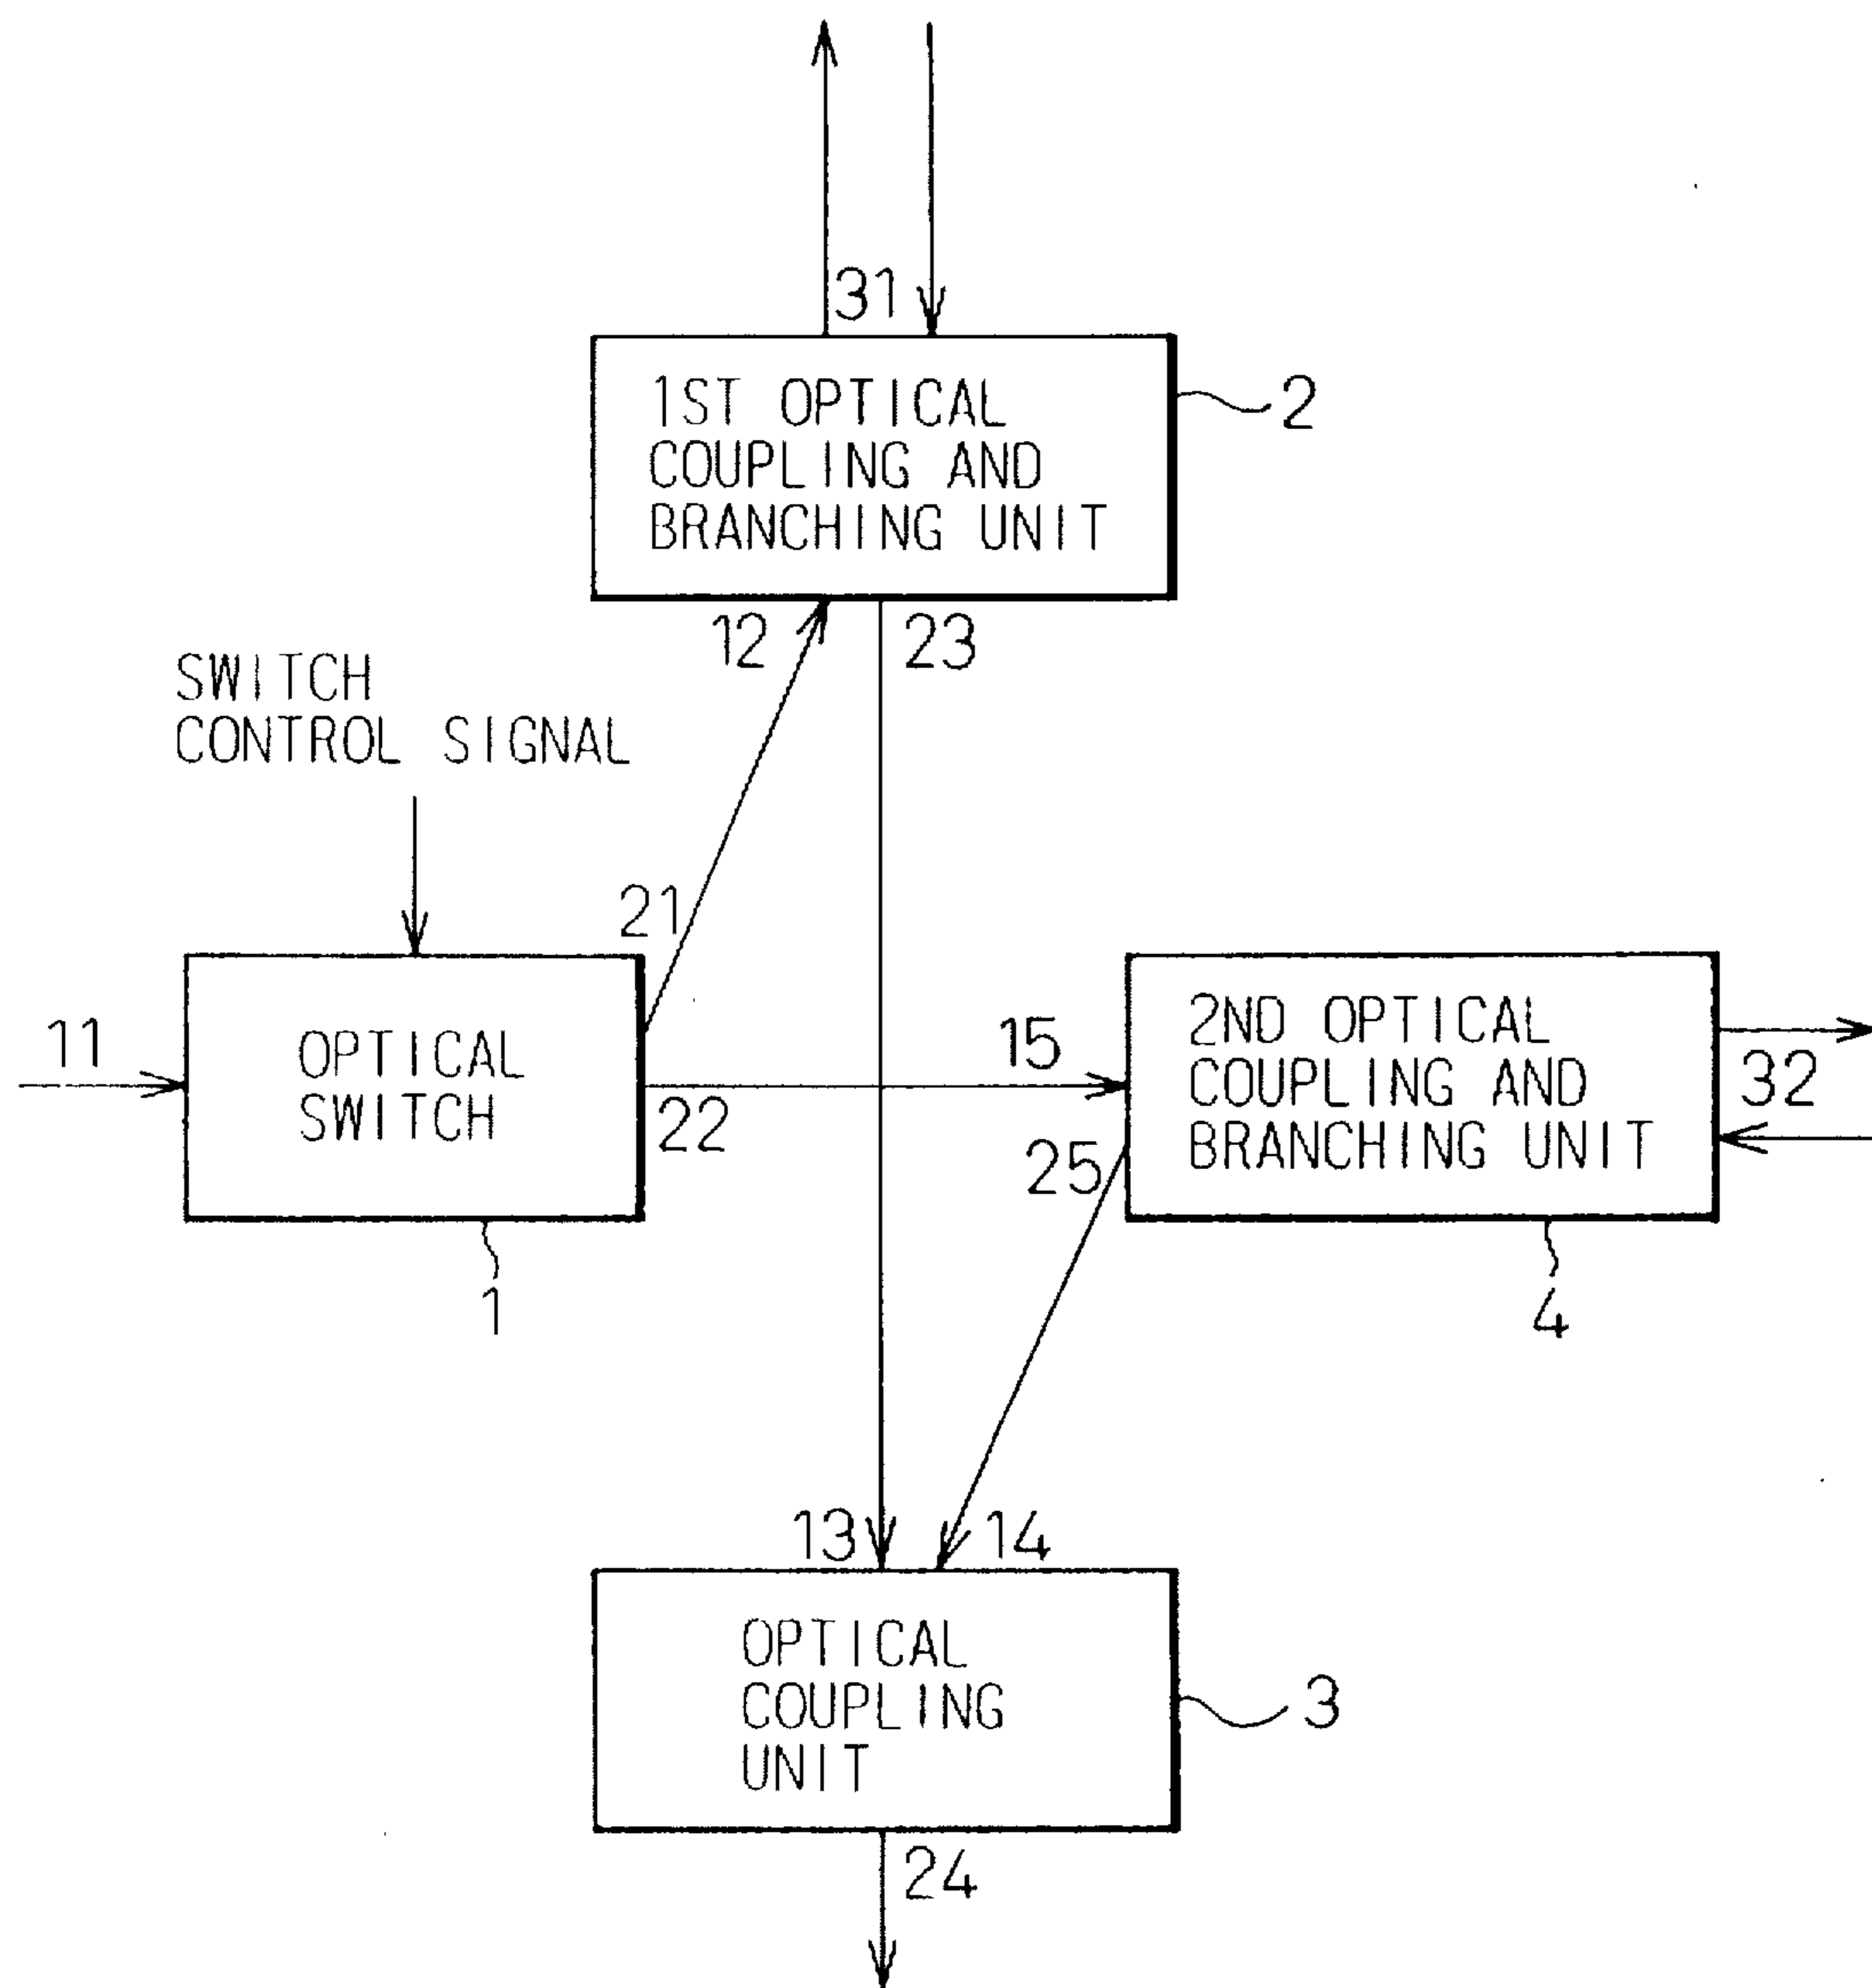 31
1ST OPTICAL
COUPLING AND
BRANCHING UNIT
2
12
23
SWITCH
CONTROL SIGNAL
21
11
OPTICAL
SWITCH
22
1
15
25
2ND OPTICAL
COUPLING AND
BRANCHING UNIT
32
4
13
14
OPTICAL
COUPLING
UNIT
3
24